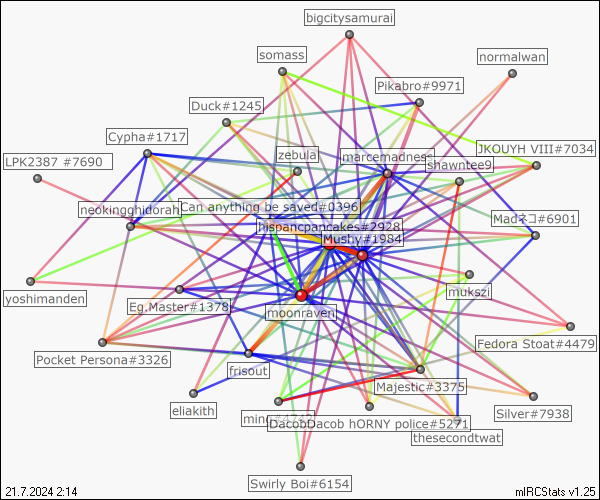 bigcitysamurai
somass
normalwan
Pikabro#9971
Duck#1245
Cypha#1717
zebula
marcemadness
JKOUYH VIII#7034
LPK2387 #7690
shawntee9
neokingghidorah
Can anything be saved#0396
Madネコ#6901
hispancpancakes#2928
Mushy#1984
yoshimanden
Eg.Master#1378
mukszi
moonraven
Fedora Stoat#4479
Pocket Persona#3326
frisout
Majestic#3375
eliakith
DacobDacob hORNY police#5271
Silver#7938
thesecondtwat
Swirly Boi#6154
21.7.2024 2:14
mIRCStats v1.25